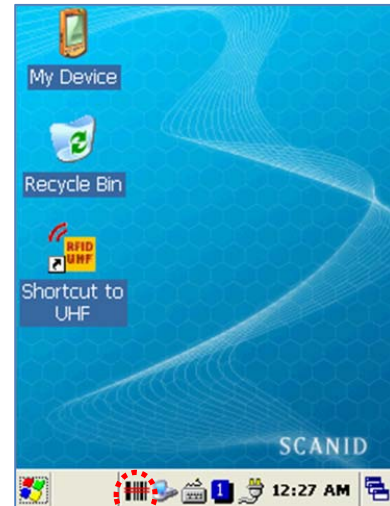 My Device
Recycle Bin
RFID
UHF
Shortcut to
UHF
SCANID
1
12:27 AM